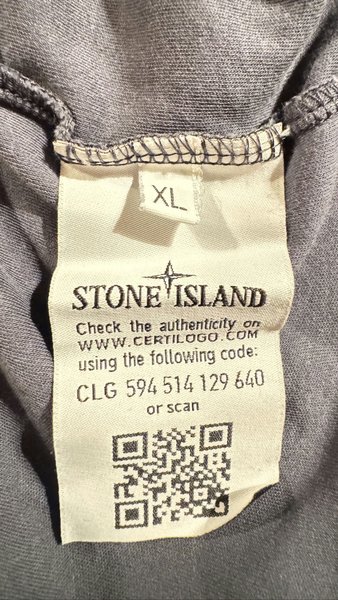 XL
STONE ISLAND
Check the authenticity on
WWW.CERTILOGO.COM
using the following code:
CLG 594 514 129 640
or scan